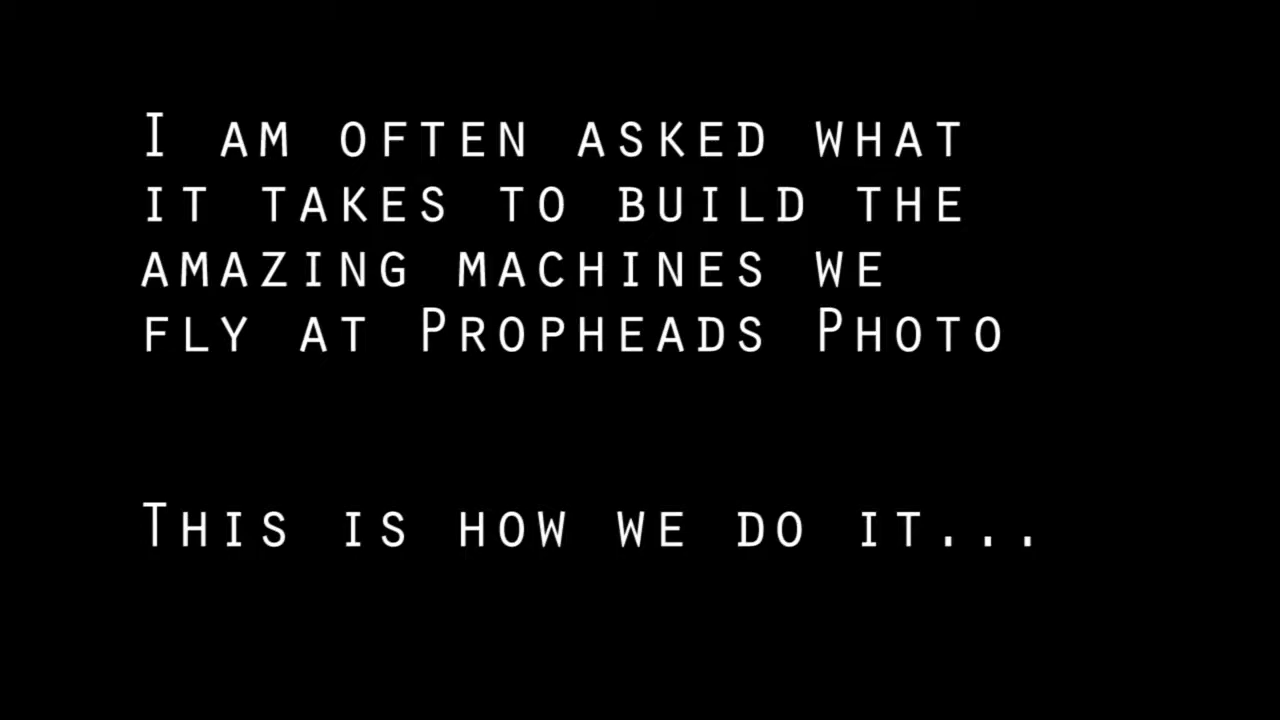 I am often asked what
it takes to build the
amazing machines we
fly at Propheads Photo
This is how we do it...